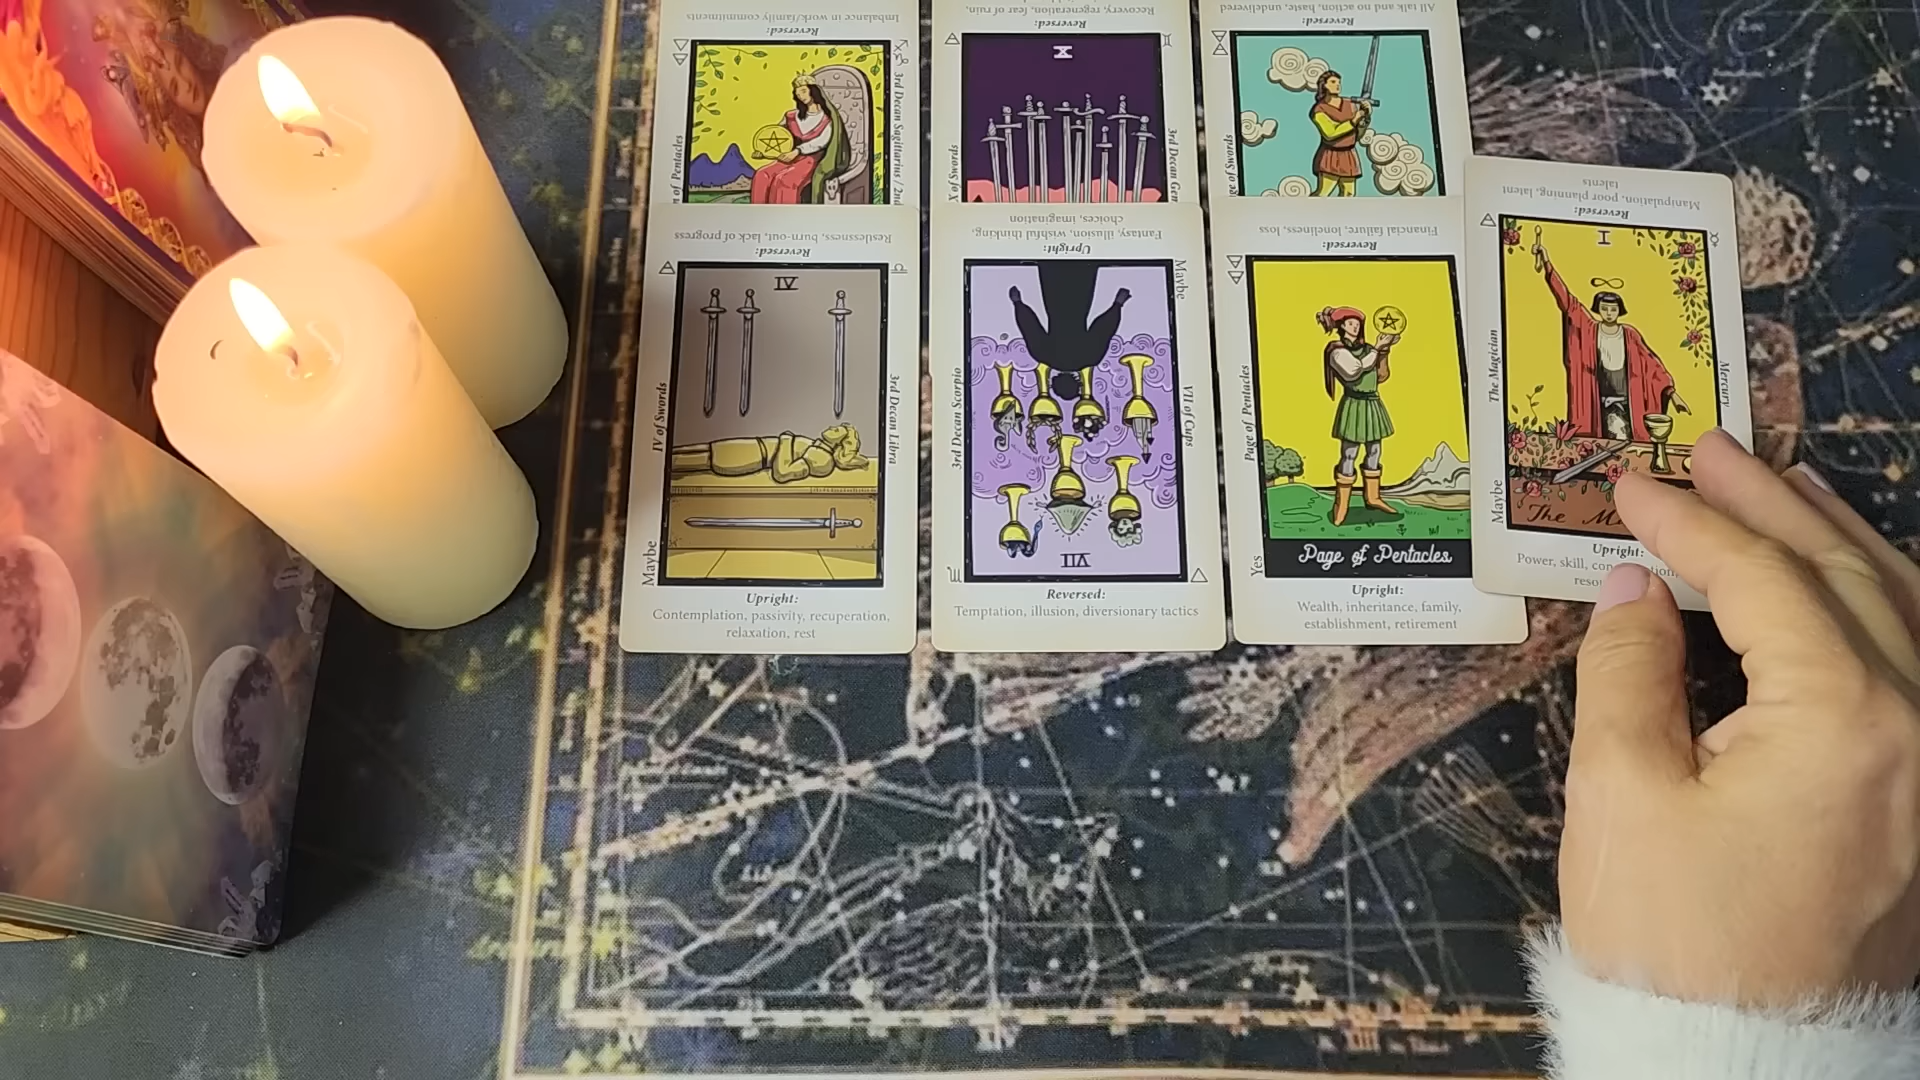 Imbalance in work/family commitments
Reversed:
of Pentacles
3rd Decan Sagittarius / 2nd
Recovery, regeneration, fear of ruin,
Reversed:
X
X of Swords
3rd Decan
All talk and no action, haste, undelivered
Reversed:
of Swords
Restlessness, burn-out, lack of progress
Reversed:
IV
IV of Swords
3rd Decan Libra
Maybe
Upright:
Contemplation, passivity, recuperation,
relaxation, rest
Fantasy, illusion, wishful thinking,
choices, imagination
Upright:
Maybe
3rd Decan Scorpio
VII of Cups
VII
Reversed:
Temptation, illusion, diversionary tactics
Financial failure, loneliness, loss
Reversed:
Page of Pentacles
Yes
Page of Pentacles
Upright:
Wealth, inheritance, family,
establishment, retirement
Manipulation, poor planning, latent
talents
Reversed:
I
The Magician
Mercury
Maybe
The
Upright:
Power, skill,